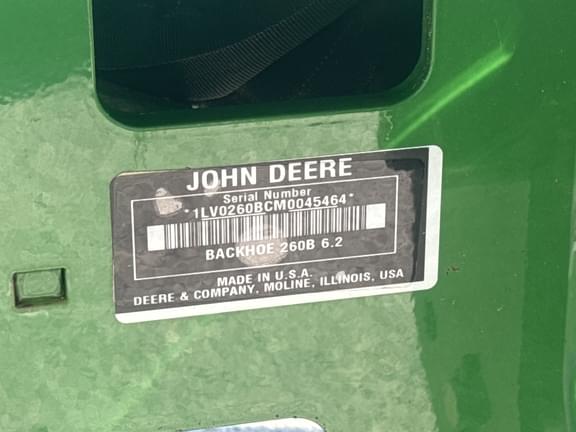 JOHN DEERE
Serial Number
*1LV0260BCM0045464*
BACKHOE 260B 6.2
MADE IN U.S.A.
DEERE & COMPANY, MOLINE, ILLINOIS, USA